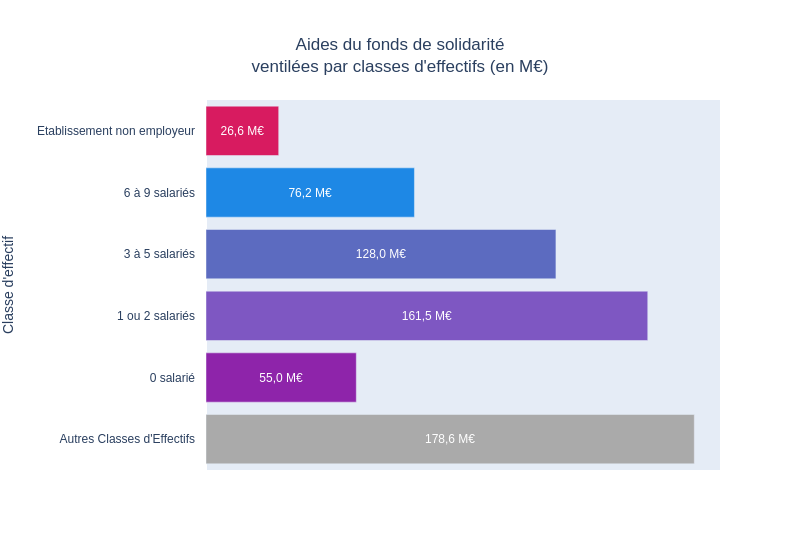 Aides du fonds de solidarité
ventilées par classes d'effectifs (en M€)
Classe d'effectif
Etablissement non employeur
26,6 M€
6 à 9 salariés
76,2 M€
3 à 5 salariés
128,0 M€
1 ou 2 salariés
161,5 M€
0 salarié
55,0 M€
Autres Classes d'Effectifs
178,6 M€